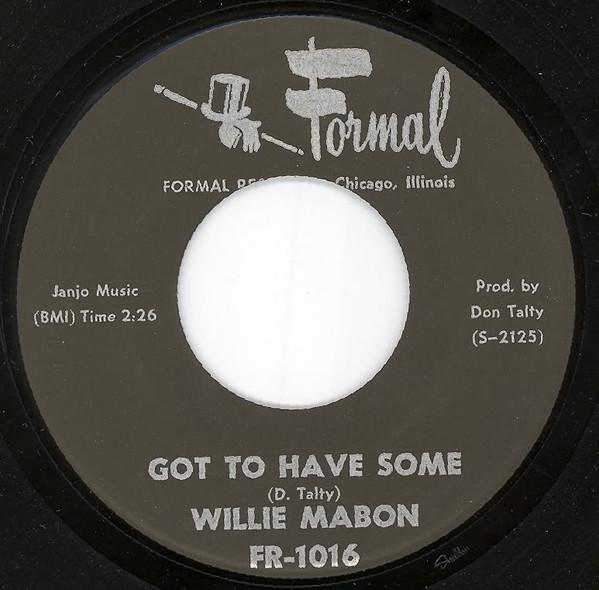 Formal
FORMAL Chicago, Illinois
Janjo Music
(BMI) Time 2:26
Prod. by
Don Talty
(S-2125)
GOT TO HAVE SOME
(D. Talty)
WILLIE MABON
FR-1016